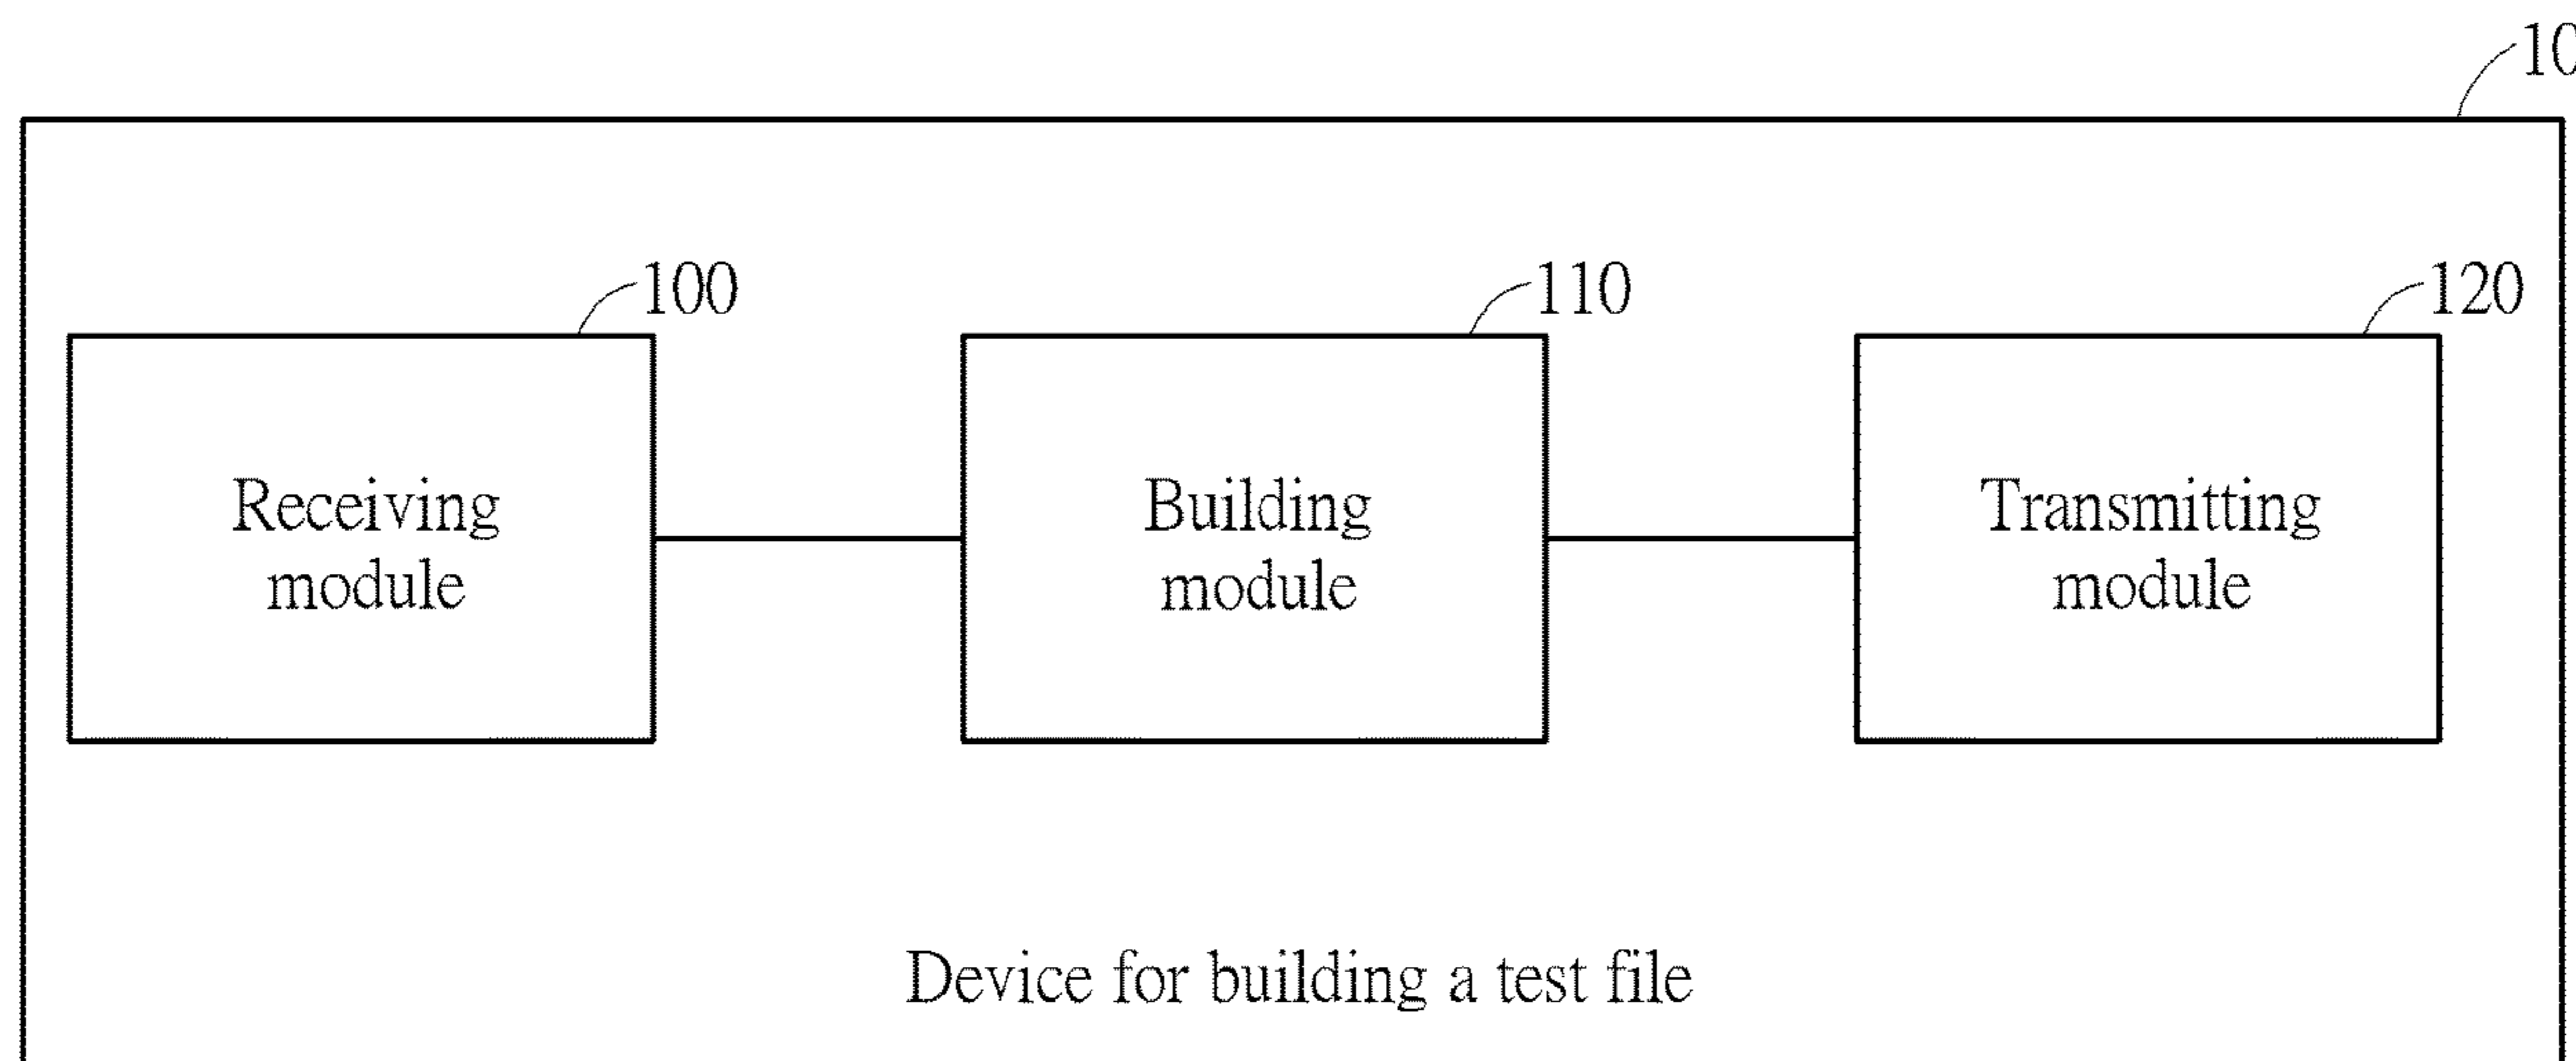 10
100
110
120
Receiving
module
Building
module
Transmitting
module
Device for building a test file